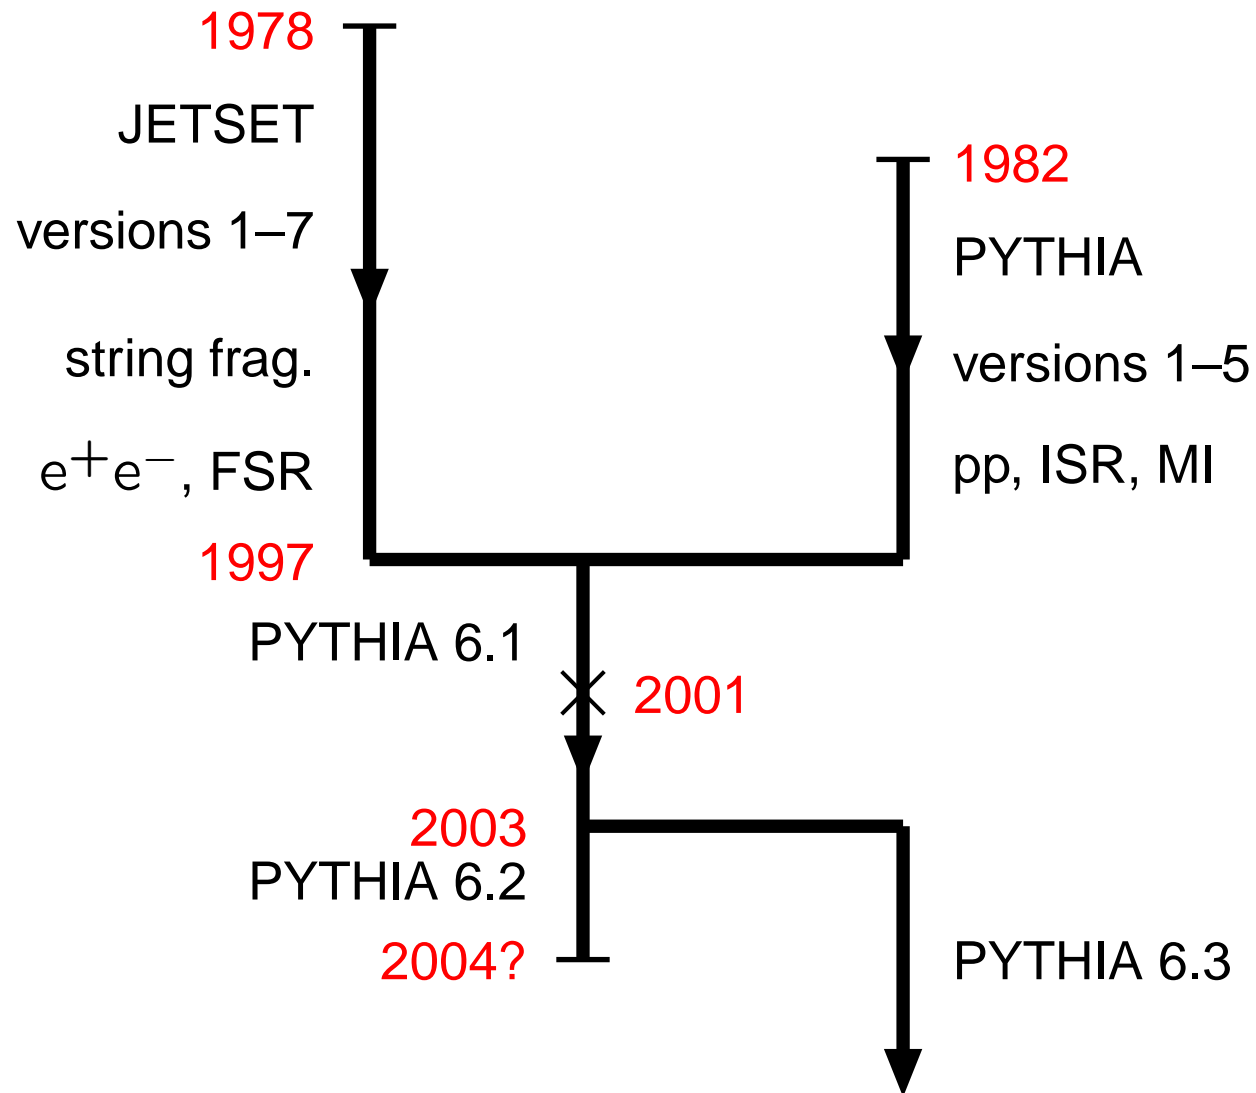 1978
JETSET
versions 1–7
string frag.
e+e−, FSR
1982
PYTHIA
versions 1–5
pp, ISR, MI
1997
PYTHIA 6.1
2001
2003
PYTHIA 6.2
2004?
PYTHIA 6.3